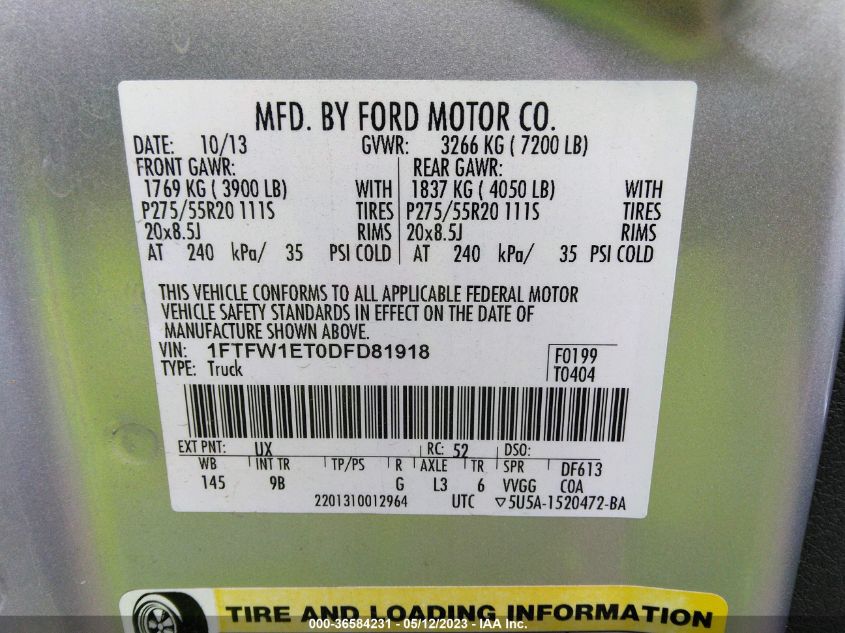 MFD. BY FORD MOTOR CO.
DATE: 10/13 GVWR: 3266 KG ( 7200 LB)
FRONT GAWR: REAR GAWR:
1769 KG ( 3900 LB) WITH 1837 KG ( 4050 LB) WITH
P275/55R20 111S TIRES P275/55R20 111S TIRES
20x8.5J RIMS 20x8.5J RIMS
AT 240 kPa/ 35 PSI COLD AT 240 kPa/ 35 PSI COLD
THIS VEHICLE CONFORMS TO ALL APPLICABLE FEDERAL MOTOR
VEHICLE SAFETY STANDARDS IN EFFECT ON THE DATE OF
MANUFACTURE SHOWN ABOVE.
VIN: 1FTFW1ET0DFD81918 F0199
TYPE: Truck T0404
EXT PNT: UX RC: 52 DSO:
WB INT TR TP/PS R AXLE TR SPR DF613
145 9B G L3 6 VVGG COA
2201310012964 UTC ▽5U5A-1520472-BA
TIRE AND LOADING INFORMATION
000-36584231 - 05/12/2023 - IAA Inc.